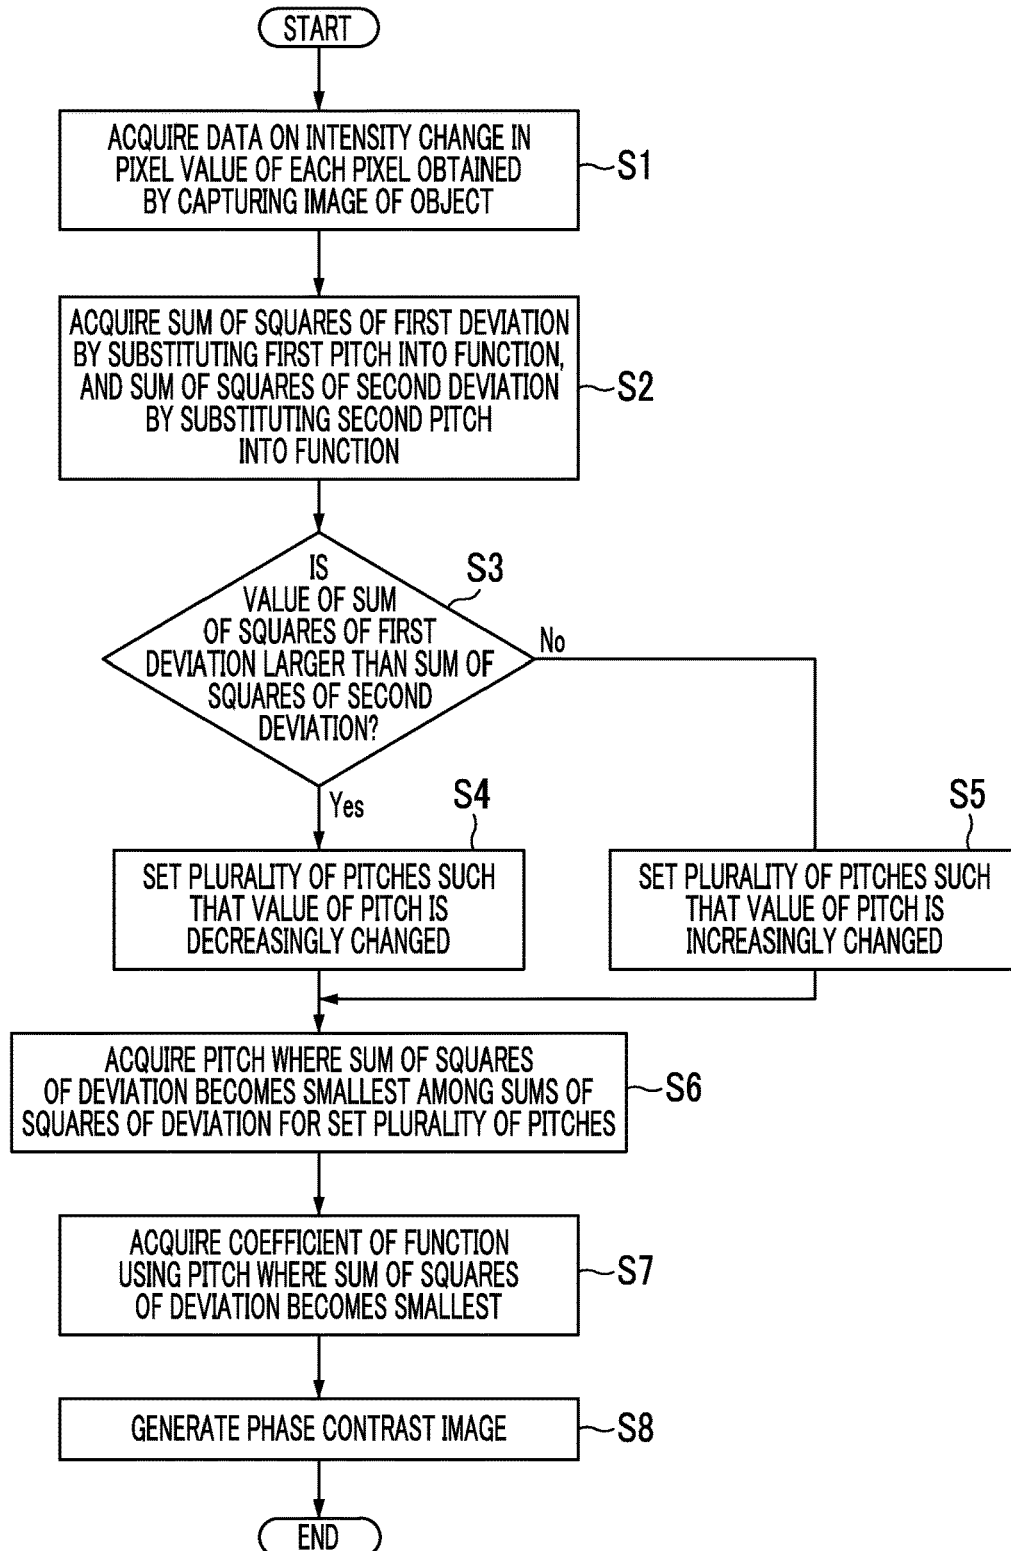 START
ACQUIRE DATA ON INTENSITY CHANGE IN
PIXEL VALUE OF EACH PIXEL OBTAINED
BY CAPTURING IMAGE OF OBJECT
S1
ACQUIRE SUM OF SQUARES OF FIRST DEVIATION
BY SUBSTITUTING FIRST PITCH INTO FUNCTION,
AND SUM OF SQUARES OF SECOND DEVIATION
BY SUBSTITUTING SECOND PITCH
INTO FUNCTION
S2
IS
VALUE OF SUM
OF SQUARES OF FIRST
DEVIATION LARGER THAN SUM OF
SQUARES OF SECOND
DEVIATION?
S3
No
Yes
S4
SET PLURALITY OF PITCHES SUCH
THAT VALUE OF PITCH IS
DECREASINGLY CHANGED
S5
SET PLURALITY OF PITCHES SUCH
THAT VALUE OF PITCH IS
INCREASINGLY CHANGED
ACQUIRE PITCH WHERE SUM OF SQUARES
OF DEVIATION BECOMES SMALLEST AMONG SUMS OF
SQUARES OF DEVIATION FOR SET PLURALITY OF PITCHES
S6
ACQUIRE COEFFICIENT OF FUNCTION
USING PITCH WHERE SUM OF SQUARES
OF DEVIATION BECOMES SMALLEST
S7
GENERATE PHASE CONTRAST IMAGE
S8
END